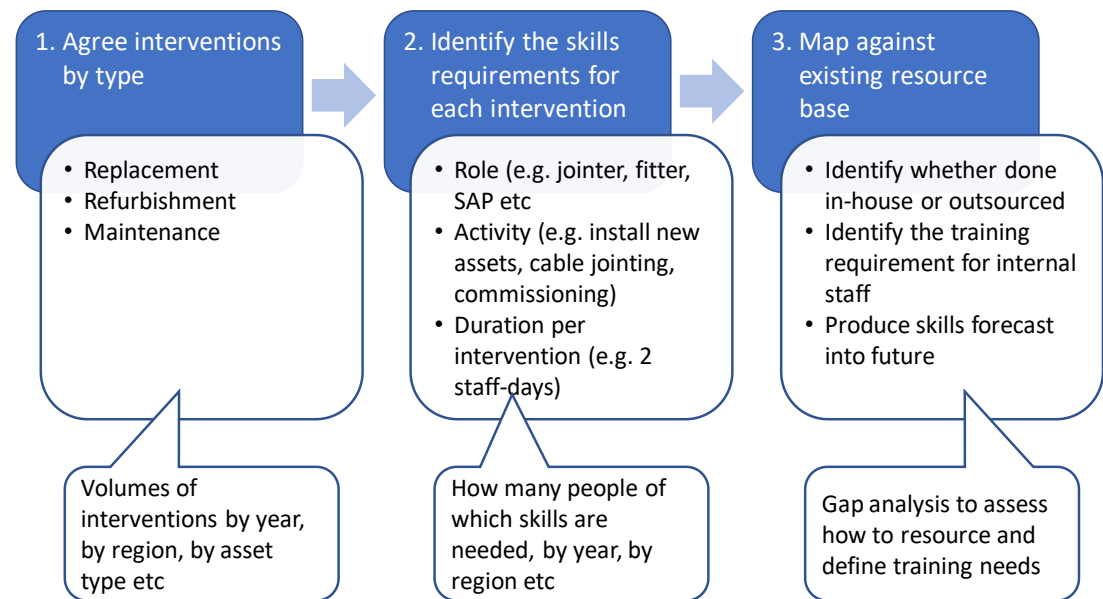 1. Agree interventions
by type
• Replacement
• Refurbishment
• Maintenance
Volumes of
interventions by year,
by region, by asset
type etc
2. Identify the skills
requirements for
each intervention
• Role (e.g. jointer, fitter,
SAP etc
• Activity (e.g. install new
assets, cable jointing,
commissioning)
• Duration per
intervention (e.g. 2
staff-days)
How many people of
which skills are
needed, by year, by
region etc
3. Map against
existing resource
base
• Identify whether done
in-house or outsourced
• Identify the training
requirement for internal
staff
• Produce skills forecast
into future
Gap analysis to assess
how to resource and
define training needs